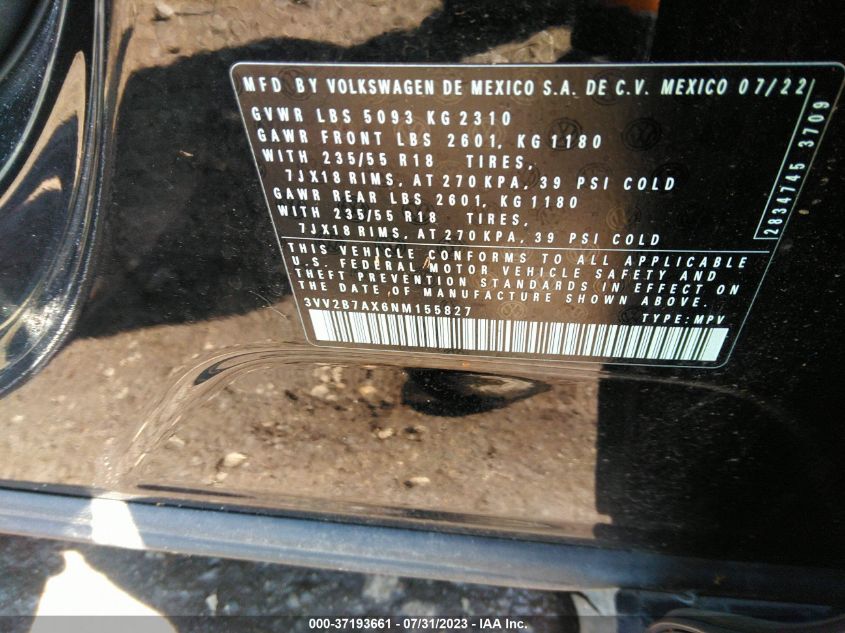 MFD BY VOLKSWAGEN DE MEXICO S.A. DE C.V. MEXICO 07/22
GVWR LBS 5093 KG 2310
GAWR FRONT LBS 2601, KG 1180
WITH 235/55 R18 TIRES,
7JX18 RIMS, AT 270 KPA, 39 PSI COLD
GAWR REAR LBS 2601, KG 1180
WITH 235/55 R18 TIRES,
7JX18 RIMS, AT 270 KPA, 39 PSI COLD
THIS VEHICLE CONFORMS TO ALL APPLICABLE
U.S. FEDERAL MOTOR VEHICLE SAFETY AND
THEFT PREVENTION STANDARDS IN EFFECT ON
THE DATE OF MANUFACTURE SHOWN ABOVE.
3VV2B7AX6NM155827 TYPE: MPV
2834745 3709
000-37193661 / 07/31/2023 / IAA Inc.